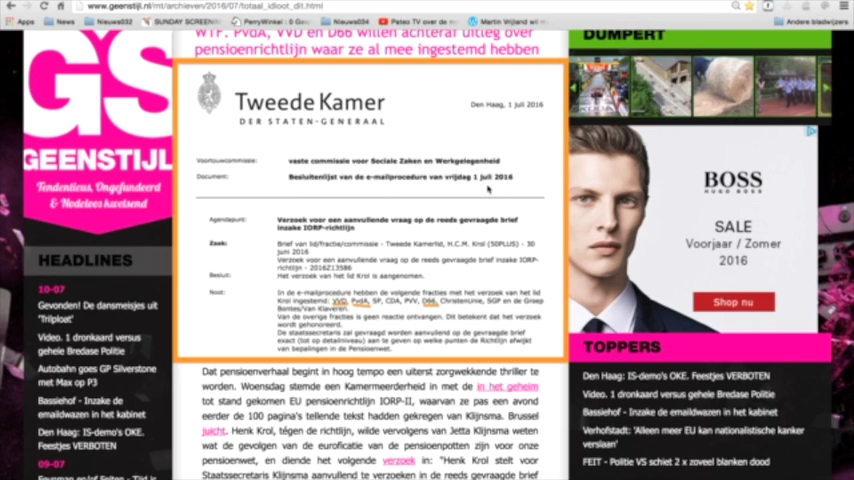 www.geenstijl.nl/mt/archieven/2016/07/totaal_idioot_dit.html
Apps
News
Nieuws032
SUNDAY SCREENIN
PerryWinkel : 0 Geo
Nieuws034
Pateo TV over de m
Martin Vrijland wil m
Andere bladwijzers
WTF. PvdA, VVD en D66 willen achteraf uitleg over
pensioenrichtlijn waar ze al mee ingestemd hebben
DUMPERT
GS
GEENSTIJL
Tendentieus, Ongefundeerd
& Nodeloos kwetsend
Tweede Kamer
DER STATEN-GENERAAL
Den Haag, 1 juli 2016
Voortouwcommissie: vaste commissie voor Sociale Zaken en Werkgelegenheid
Document: Besluitenlijst van de e-mailprocedure van vrijdag 1 juli 2016
Agendapunt: Verzoek voor een aanvullende vraag op de reeds gevraagde brief
inzake IORP-richtlijn
Zaak: Brief van lid/fractie/commissie - Tweede Kamerlid, H.C.M. Krol (50PLUS) - 30
juni 2016
Verzoek voor een aanvullende vraag op de reeds gevraagde brief inzake IORP-
richtlijn - 2016Z13586
Besluit: Het verzoek van het lid Krol is aangenomen.
Noot: In de e-mailprocedure hebben de volgende fracties met het verzoek van het lid
Krol ingestemd: VVD, PvdA, SP, CDA, PVV, D66, ChristenUnie, SGP en de Groep
Bontes/Van Klaveren.
Van de overige fracties is geen reactie ontvangen. Dit betekent dat het verzoek
wordt gehonoreerd.
De staatssecretaris zal gevraagd worden aanvullend op de gevraagde brief
exact (tot op detailniveau) aan te geven op welke punten de Richtlijn afwijkt
van bepalingen in de Pensioenwet.
Dat pensioenverhaal begint in hoog tempo een uiterst zorgwekkende thriller te
worden. Woensdag stemde een Kamermeerderheid in met de in het geheim
tot stand gekomen EU pensioenrichtlijn IORP-II, waarvan ze pas een avond
eerder de 100 pagina's tellende tekst hadden gekregen van Klijnsma. Brussel
juicht. Henk Krol, tégen de richtlijn, wilde vervolgens van Jetta Klijnsma weten
wat de gevolgen van de eurofication van de pensioenpotten zijn voor onze
pensioenwet, en diende het volgende verzoek in: "Henk Krol stelt voor
Staatssecretaris Klijnsma aanvullend te verzoeken in de reeds gevraagde brief
HEADLINES
10-07
Gevonden! De dansmeisjes uit
'Triploet'
Video. 1 dronkaard versus
gehele Bredase Politie
Autobahn goes GP Silverstone
met Max op P3
Bassiehof - Inzake de
emailwazen in het kabinet
Den Haag: IS-demo's OKE.
Feestjes VERBOTEN
09-07
BOSS
HUGO BOSS
SALE
Voorjaar / Zomer
2016
Shop nu
TOPPERS
Den Haag: IS-demo's OKE. Feestjes VERBOTEN
Video. 1 dronkaard versus gehele Bredase Politie
Bassiehof - Inzake de emailwazen in het kabinet
Verhofstadt: 'Alleen meer EU kan nationalistische kanker
verslaan'
FEIT - Politie VS schiet 2 x zoveel blanken dood